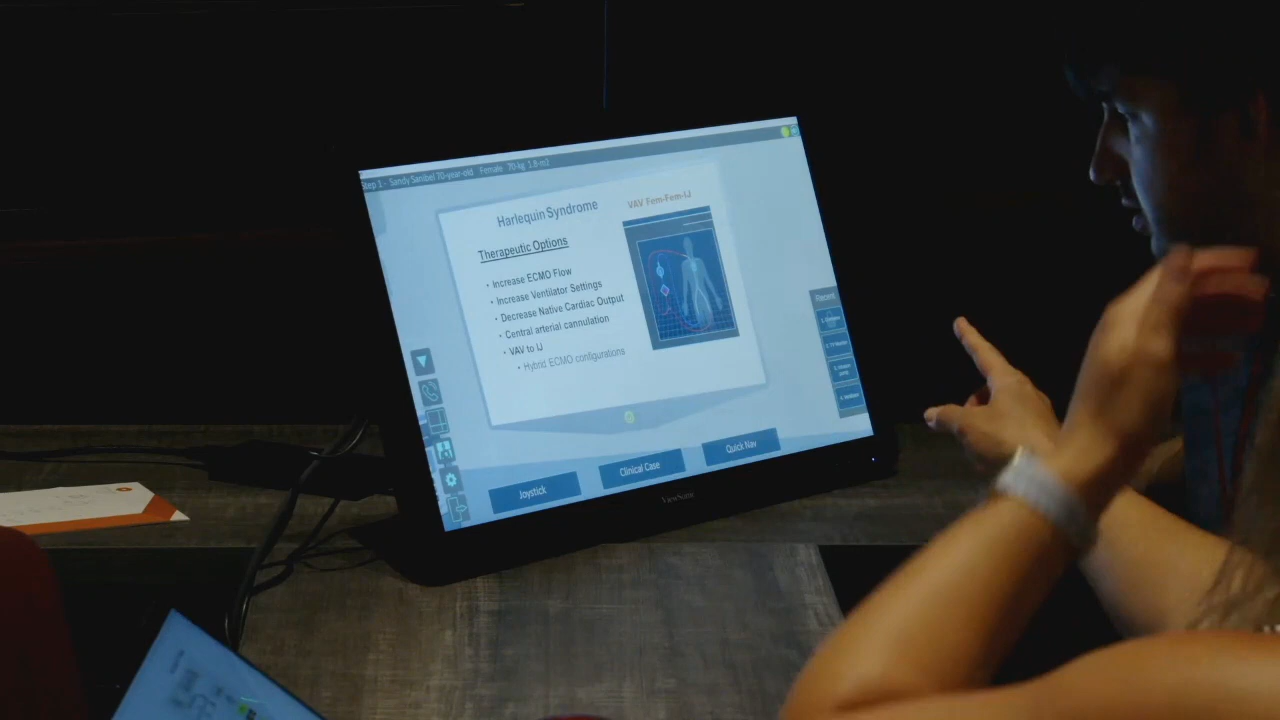 Step 1 - Sandy Sanibel 70-year-old Female 70-kg 1.8-m2
Harlequin Syndrome
VAV Fem-Fem-IJ
Therapeutic Options
• Increase ECMO Flow
• Increase Ventilator Settings
• Decrease Native Cardiac Output
• Central arterial cannulation
• VAV to IJ
• Hybrid ECMO configurations
Recent
Joystick
Clinical Case
Quick Nav
ViewSonic